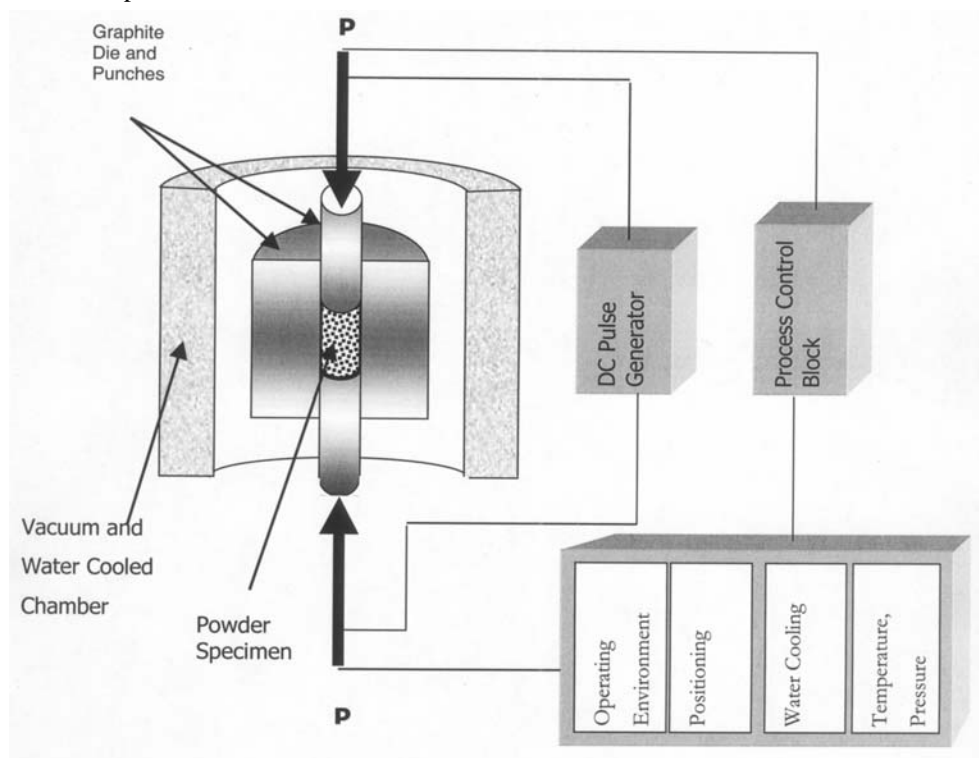 Graphite
Die and
Punches
P
DC Pulse
Generator
Process Control
Block
Vacuum and
Water Cooled
Chamber
Powder
Specimen
P
Operating
Environment
Positioning
Water Cooling
Temperature,
Pressure